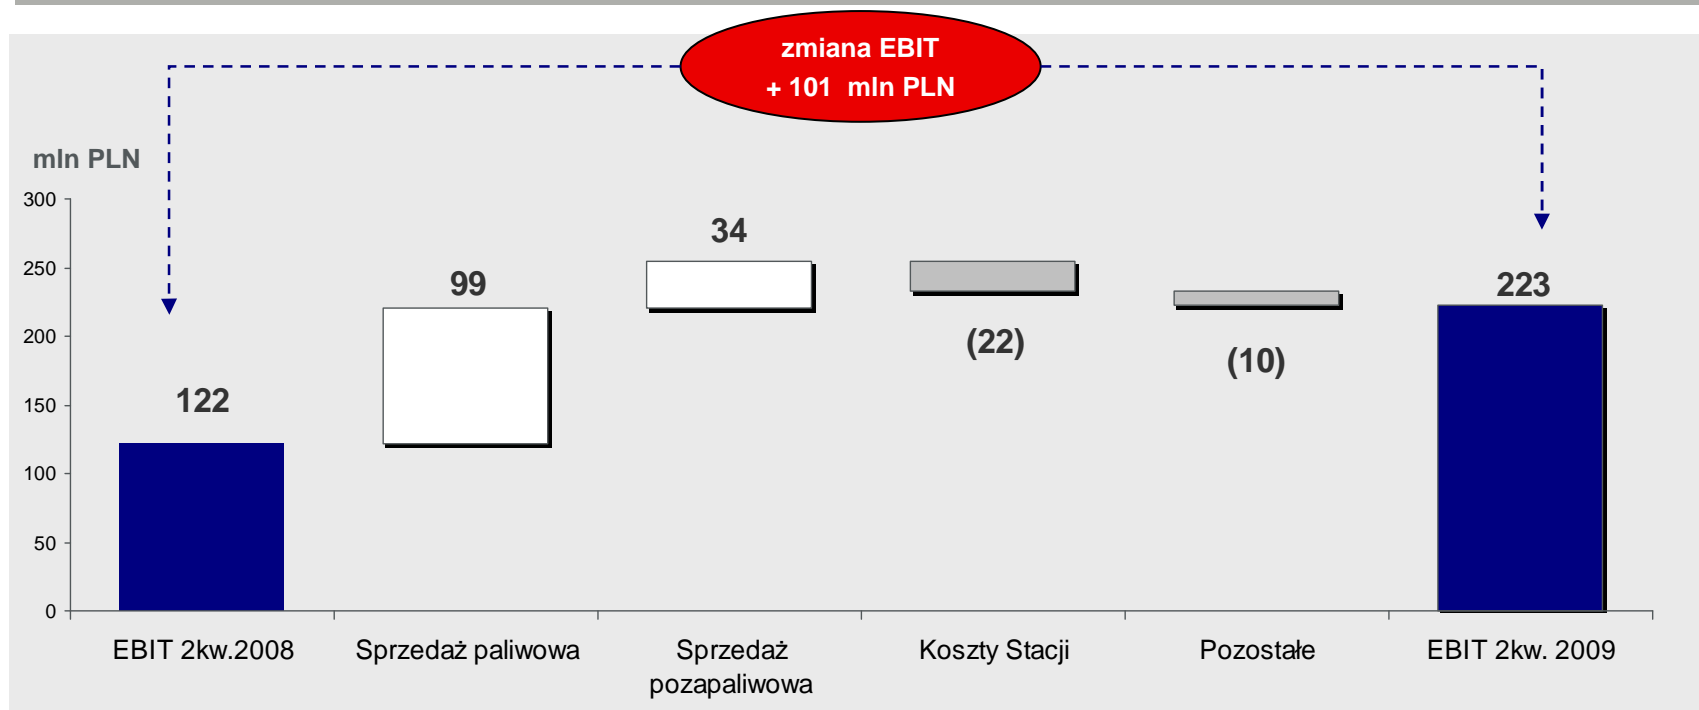 zmiana EBIT
+ 101 mln PLN
mln PLN
300
250
200
150
100
50
0
122
99
34
(22)
(10)
223
EBIT 2kw.2008
Sprzedaż paliwowa
Sprzedaż
pozapaliwowa
Koszty Stacji
Pozostałe
EBIT 2kw. 2009